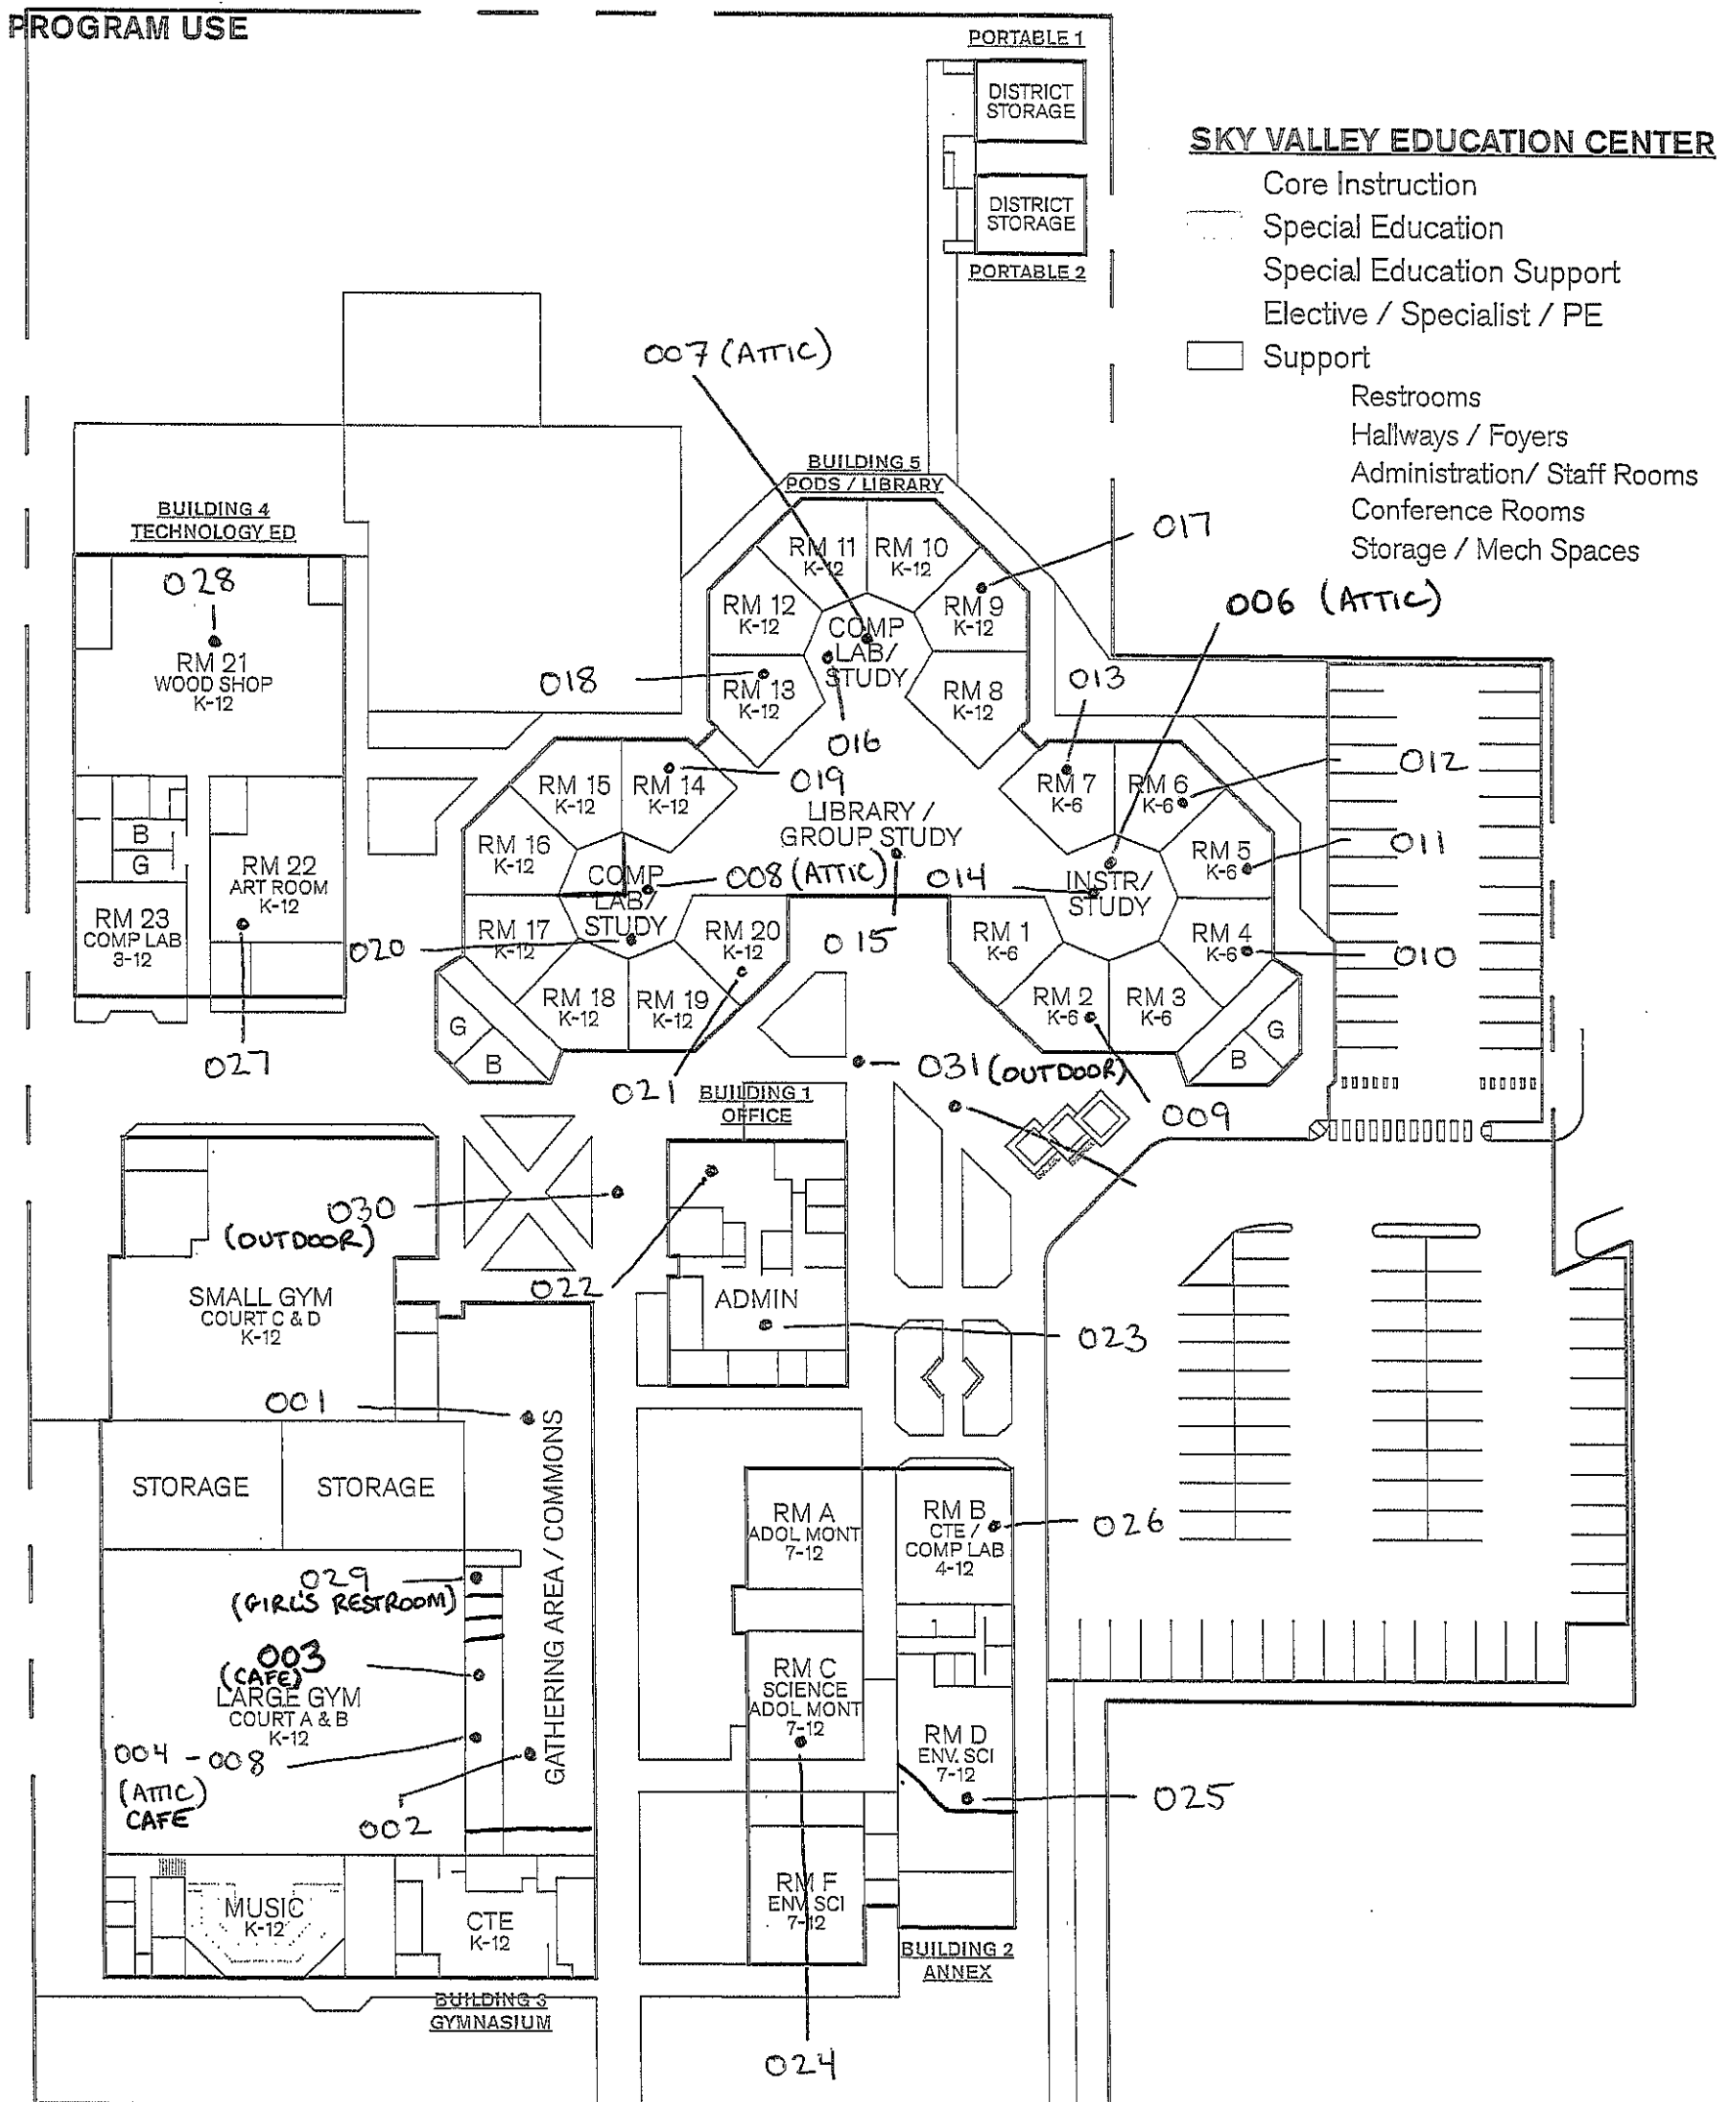 PROGRAM USE
PORTABLE 1
DISTRICT
STORAGE
DISTRICT
STORAGE
PORTABLE 2
SKY VALLEY EDUCATION CENTER
Core Instruction
Special Education
Special Education Support
Elective / Specialist / PE
Support
Restrooms
Hallways / Foyers
Administration/ Staff Rooms
Conference Rooms
Storage / Mech Spaces
007 (ATTIC)
BUILDING 5
PODS / LIBRARY
017
006 (ATTIC)
BUILDING 4
TECHNOLOGY ED
028
RM 21
WOOD SHOP
K-12
RM 11
K-12
RM 10
K-12
RM 12
K-12
RM 9
K-12
COMP
LAB/
STUDY
018
RM 13
K-12
RM 8
K-12
013
016
019
012
RM 15
K-12
RM 14
K-12
RM 7
K-6
RM 6
K-6
LIBRARY /
GROUP STUDY
RM 16
K-12
RM 5
K-6
011
COMP
LAB/
STUDY
008 (ATTIC)
014
INSTR/
STUDY
B
G
RM 22
ART ROOM
K-12
RM 23
COMP LAB
3-12
020
RM 17
K-12
RM 20
K-12
015
RM 1
K-6
RM 4
K-6
010
RM 18
K-12
RM 19
K-12
RM 2
K-6
RM 3
K-6
G
B
G
B
027
021
031 (OUTDOOR)
009
BUILDING 1
OFFICE
030
(OUTDOOR)
022
ADMIN
023
SMALL GYM
COURT C & D
K-12
001
STORAGE
STORAGE
GATHERING AREA / COMMONS
RM A
ADOL MONT
7-12
RM B
CTE /
COMP LAB
4-12
026
029
(GIRL'S RESTROOM)
003
(CAFE)
LARGE GYM
COURT A & B
K-12
004 - 008
(ATTIC)
CAFE
002
RM C
SCIENCE
ADOL MONT
7-12
RM D
ENV. SCI
7-12
025
RM F
ENV SCI
7-12
MUSIC
K-12
CTE
K-12
BUILDING 2
ANNEX
BUILDING 3
GYMNASIUM
024